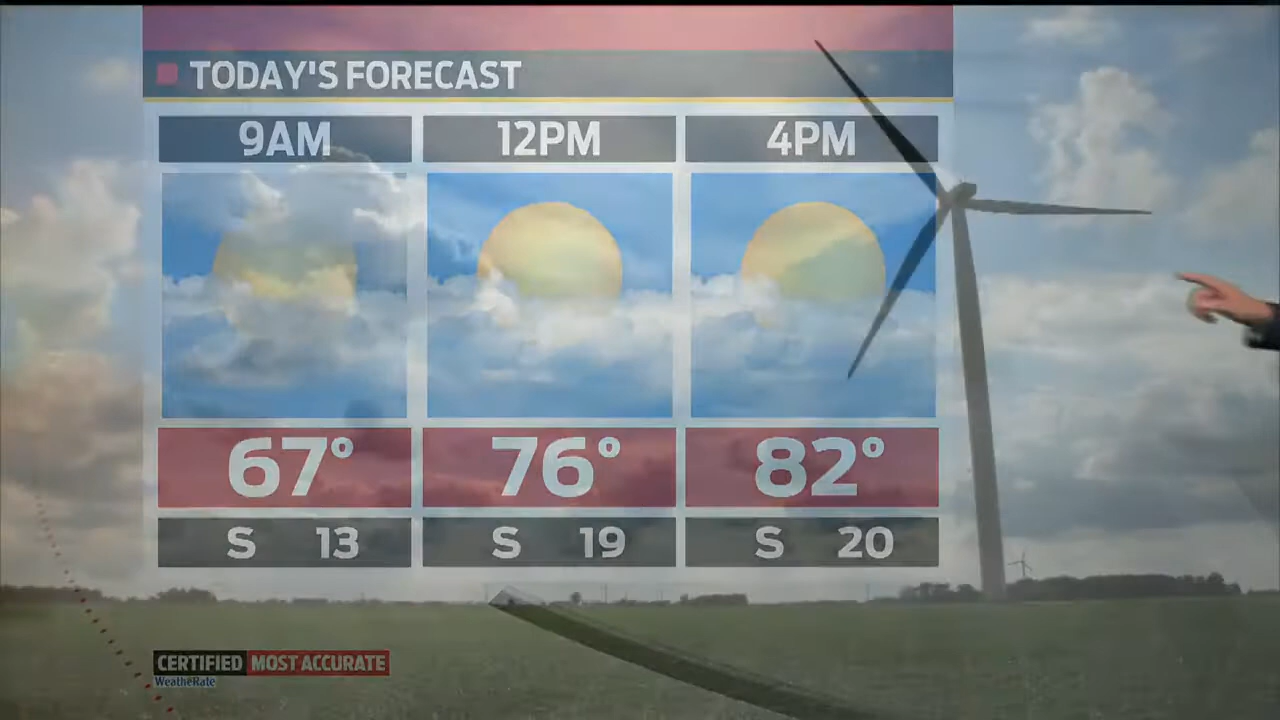 TODAY'S FORECAST
9AM 12PM 4PM
67° 76° 82°
S 13 S 19 S 20
CERTIFIED MOST ACCURATE
WeatheRate